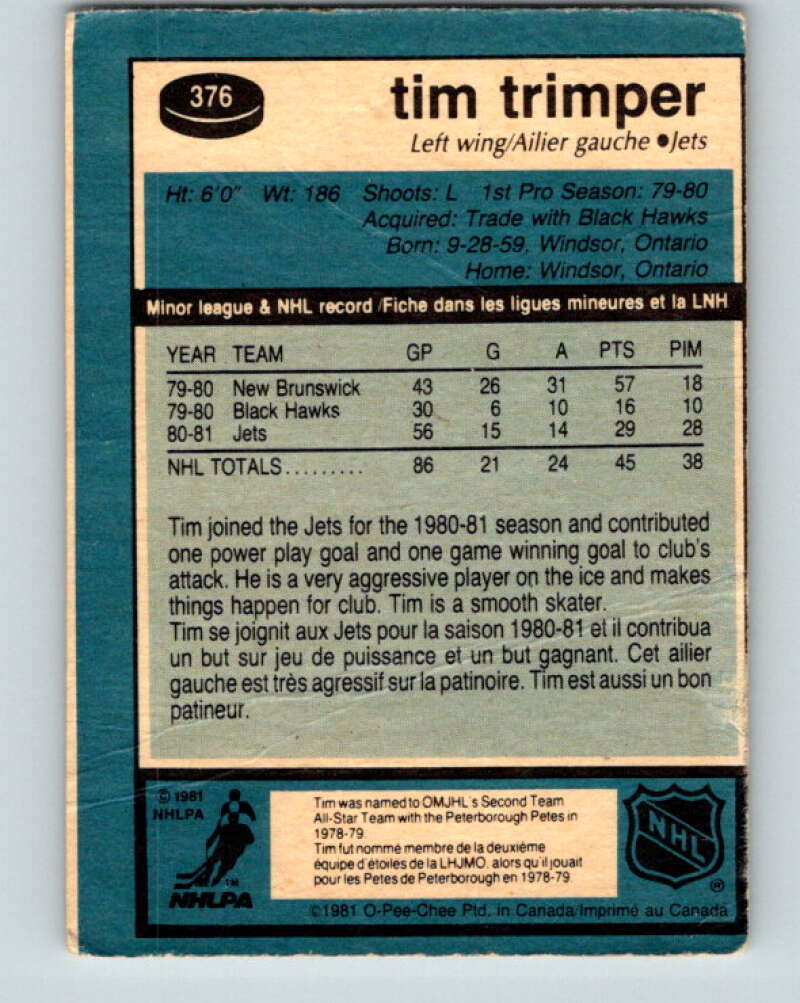 376
tim trimper
Left wing/Ailier gauche ●Jets
Ht: 6'0" Wt: 186 Shoots: L 1st Pro Season: 79-80
Acquired: Trade with Black Hawks
Born: 9-28-59, Windsor, Ontario
Home: Windsor, Ontario
Minor league & NHL record/Fiche dans les ligues mineures et la LNH
YEAR TEAM GP G A PTS PIM
79-80 New Brunswick 43 26 31 57 18
79-80 Black Hawks 30 6 10 16 10
80-81 Jets 56 15 14 29 28
NHL TOTALS......... 86 21 24 45 38
Tim joined the Jets for the 1980-81 season and contributed
one power play goal and one game winning goal to club's
attack. He is a very aggressive player on the ice and makes
things happen for club. Tim is a smooth skater.
Tim se joignit aux Jets pour la saison 1980-81 et il contribua
un but sur jeu de puissance et un but gagnant. Cet ailier
gauche est très agressif sur la patinoire. Tim est aussi un bon
patineur.
© 1981
NHLPA
TM
NHLPA
Tim was named to OMJHL's Second Team
All-Star Team with the Peterborough Petes in
1978-79.
Tim fut nommé membre de la deuxième
équipe d'étoiles de la LHJMO, alors qu'il jouait
pour les Petes de Peterborough en 1978-79.
NHL
®
©1981 O-Pee-Chee Ptd. in Canada/Imprimé au Canada